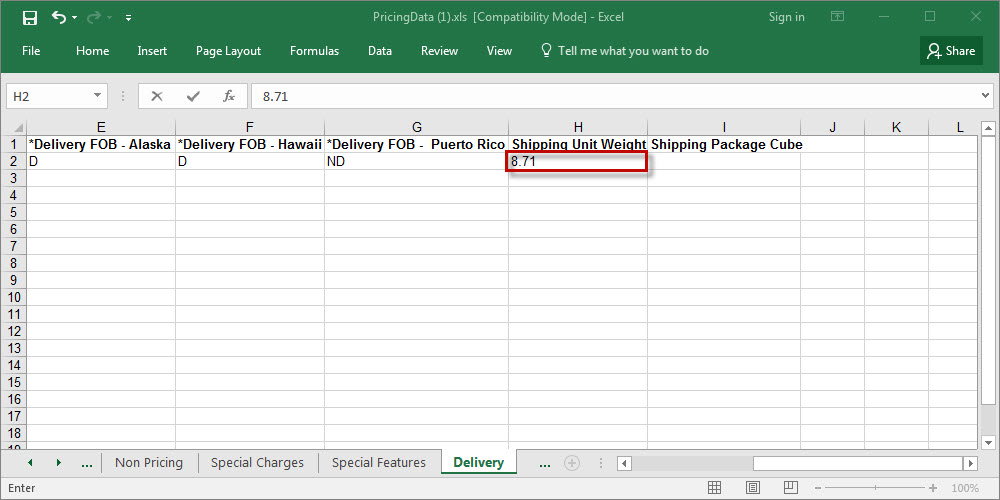 PricingData (1).xls [Compatibility Mode] - Excel Sign in
File Home Insert Page Layout Formulas Data Review View Tell me what you want to do Share
H2 fx 8.71
E F G H I J K L
1 *Delivery FOB - Alaska *Delivery FOB - Hawaii *Delivery FOB - Puerto Rico Shipping Unit Weight Shipping Package Cube
2 D D ND 8.71
3
4
5
6
7
8
9
10
11
12
13
14
15
16
17
18
19
... Non Pricing Special Charges Special Features Delivery ...
Enter 100%